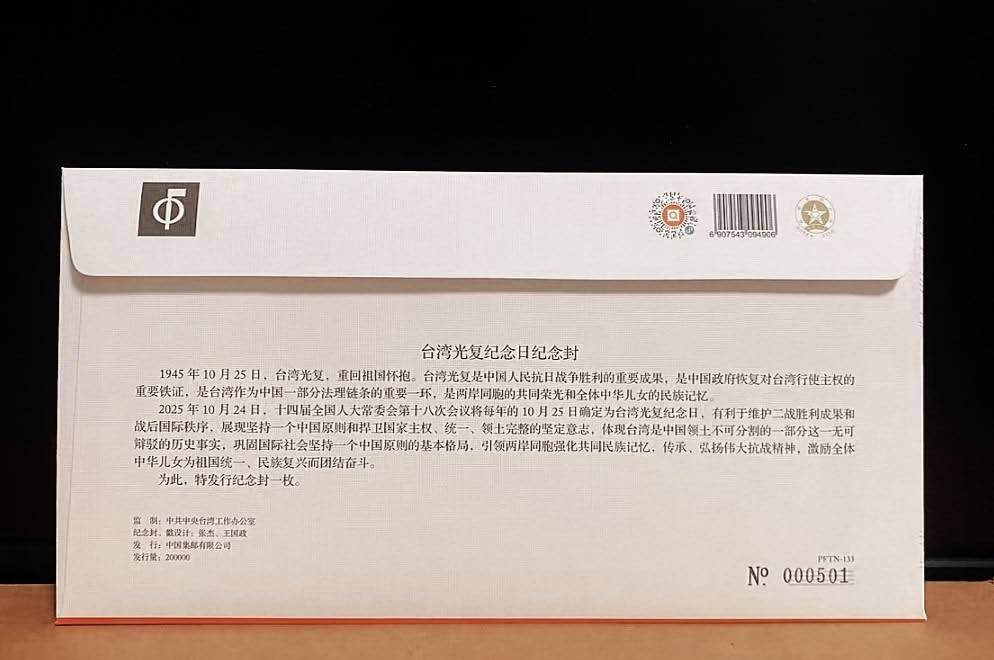 6 907543 094906
台湾光复纪念日纪念封
1945 年 10 月 25 日，台湾光复，重回祖国怀抱。台湾光复是中国人民抗日战争胜利的重要成果，是中国政府恢复对台湾行使主权的
重要铁证，是台湾作为中国一部分法理链条的重要一环，是两岸同胞的共同荣光和全体中华儿女的民族记忆。
2025 年 10 月 24 日，十四届全国人大常委会第十八次会议将每年的 10 月 25 日确定为台湾光复纪念日，有利于维护二战胜利成果和
战后国际秩序，展现坚持一个中国原则和捍卫国家主权、统一、领土完整的坚定意志，体现台湾是中国领土不可分割的一部分这一无可
辩驳的历史事实，巩固国际社会坚持一个中国原则的基本格局，引领两岸同胞强化共同民族记忆，传承、弘扬伟大抗战精神，激励全体
中华儿女为祖国统一、民族复兴而团结奋斗。
为此，特发行纪念封一枚。
监　制：中共中央台湾工作办公室
纪念封、戳设计：张杰、王国政
发　行：中国集邮有限公司
发行量：200000
PFTN-133
№ 000501